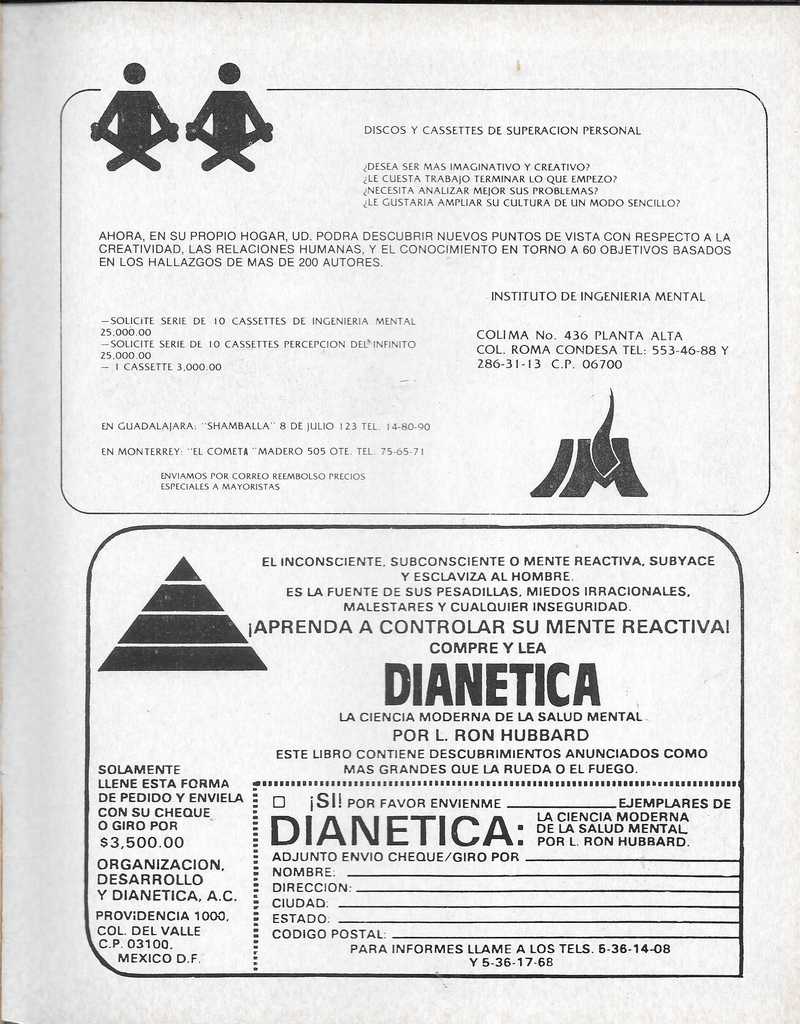 DISCOS Y CASSETTES DE SUPERACION PERSONAL
¿DESEA SER MAS IMAGINATIVO Y CREATIVO?
¿LE CUESTA TRABAJO TERMINAR LO QUE EMPEZO?
¿NECESITA ANALIZAR MEJOR SUS PROBLEMAS?
¿LE GUSTARIA AMPLIAR SU CULTURA DE UN MODO SENCILLO?
AHORA, EN SU PROPIO HOGAR, UD. PODRA DESCUBRIR NUEVOS PUNTOS DE VISTA CON RESPECTO A LA
CREATIVIDAD, LAS RELACIONES HUMANAS, Y EL CONOCIMIENTO EN TORNO A 60 OBJETIVOS BASADOS
EN LOS HALLAZGOS DE MAS DE 200 AUTORES.
—SOLICITE SERIE DE 10 CASSETTES DE INGENIERIA MENTAL
25,000.00
—SOLICITE SERIE DE 10 CASSETTES PERCEPCION DEL INFINITO
25,000.00
— 1 CASSETTE 3,000.00
INSTITUTO DE INGENIERIA MENTAL
COLIMA No. 436 PLANTA ALTA
COL. ROMA CONDESA TEL: 553-46-88 Y
286-31-13 C.P. 06700
EN GUADALAJARA: "SHAMBALLA" 8 DE JULIO 123 TEL. 14-80-90
EN MONTERREY: "EL COMETA "MADERO 505 OTE. TEL. 75-65-71
ENVIAMOS POR CORREO REEMBOLSO PRECIOS
ESPECIALES A MAYORISTAS
IM
EL INCONSCIENTE, SUBCONSCIENTE O MENTE REACTIVA, SUBYACE
Y ESCLAVIZA AL HOMBRE.
ES LA FUENTE DE SUS PESADILLAS, MIEDOS IRRACIONALES,
MALESTARES Y CUALQUIER INSEGURIDAD.
¡APRENDA A CONTROLAR SU MENTE REACTIVA!
COMPRE Y LEA
DIANETICA
LA CIENCIA MODERNA DE LA SALUD MENTAL
POR L. RON HUBBARD
ESTE LIBRO CONTIENE DESCUBRIMIENTOS ANUNCIADOS COMO
MAS GRANDES QUE LA RUEDA O EL FUEGO.
SOLAMENTE
LLENE ESTA FORMA
DE PEDIDO Y ENVIELA
CON SU CHEQUE
O GIRO POR
$3,500.00
ORGANIZACION,
DESARROLLO
Y DIANETICA, A.C.
PROVIDENCIA 1000,
COL. DEL VALLE
C.P. 03100.
MEXICO D.F.
¡SI! POR FAVOR ENVIENME EJEMPLARES DE
DIANETICA: LA CIENCIA MODERNA
DE LA SALUD MENTAL
POR L. RON HUBBARD.
ADJUNTO ENVIO CHEQUE/GIRO POR
NOMBRE:
DIRECCION:
CIUDAD:
ESTADO:
CODIGO POSTAL:
PARA INFORMES LLAME A LOS TELS. 5-36-14-08
Y 5-36-17-68